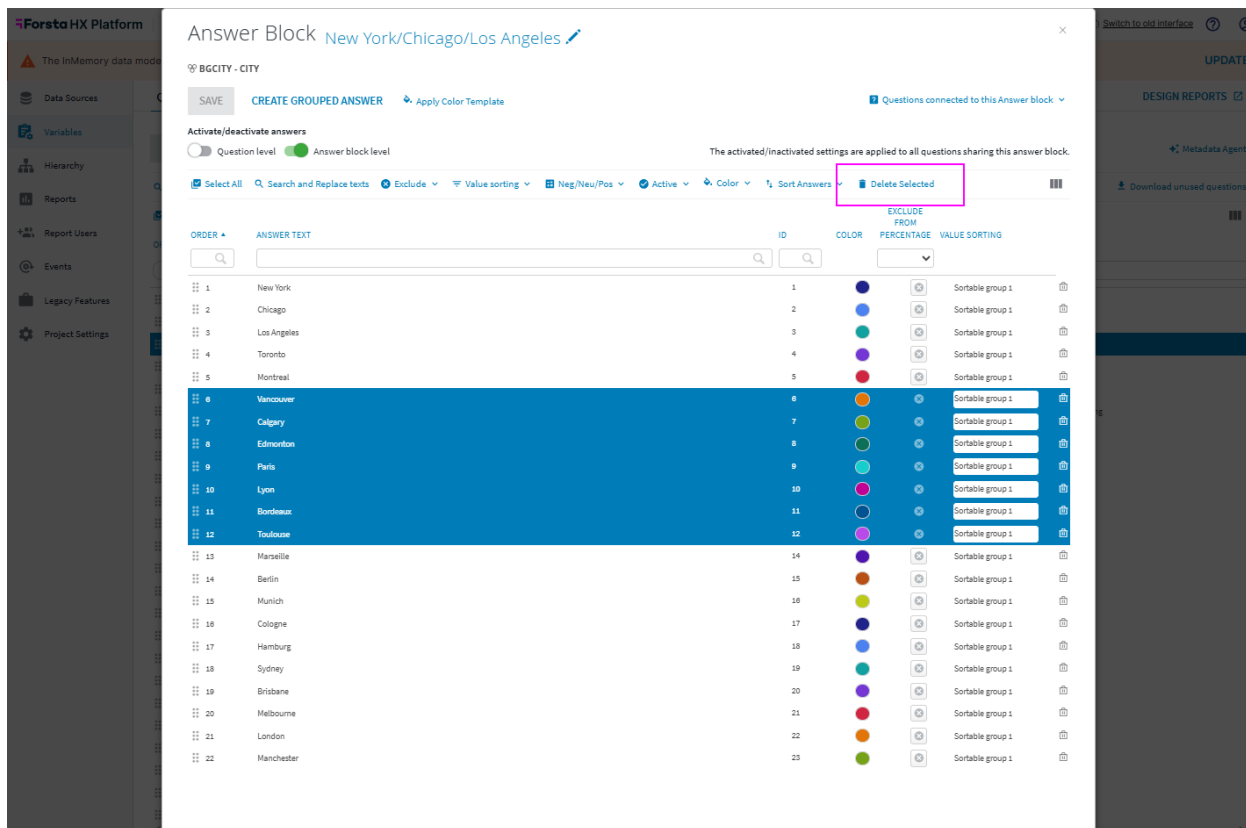 Forsta HX Platform
Answer Block New York/Chicago/Los Angeles
Switch to old interface
The InMemory data mode
UPDATE
BGCITY - CITY
Data Sources
SAVE CREATE GROUPED ANSWER Apply Color Template Questions connected to this Answer block
DESIGN REPORTS
Variables
Activate/deactivate answers
Question level Answer block level The activated/inactivated settings are applied to all questions sharing this answer block.
Metadata Agent
Hierarchy
Select All Search and Replace texts Exclude Value sorting Neg/Neu/Pos Active Color Sort Answers Delete Selected
Download unused questions
Reports
Report Users
Events
Legacy Features
Project Settings
ORDER ANSWER TEXT ID COLOR EXCLUDE FROM PERCENTAGE VALUE SORTING
1 New York 1 Sortable group 1
2 Chicago 2 Sortable group 1
3 Los Angeles 3 Sortable group 1
4 Toronto 4 Sortable group 1
5 Montreal 5 Sortable group 1
6 Vancouver 6 Sortable group 1
7 Calgary 7 Sortable group 1
8 Edmonton 8 Sortable group 1
9 Paris 9 Sortable group 1
10 Lyon 10 Sortable group 1
11 Bordeaux 11 Sortable group 1
12 Toulouse 12 Sortable group 1
13 Marseille 14 Sortable group 1
14 Berlin 15 Sortable group 1
15 Munich 16 Sortable group 1
16 Cologne 17 Sortable group 1
17 Hamburg 18 Sortable group 1
18 Sydney 19 Sortable group 1
19 Brisbane 20 Sortable group 1
20 Melbourne 21 Sortable group 1
21 London 22 Sortable group 1
22 Manchester 23 Sortable group 1